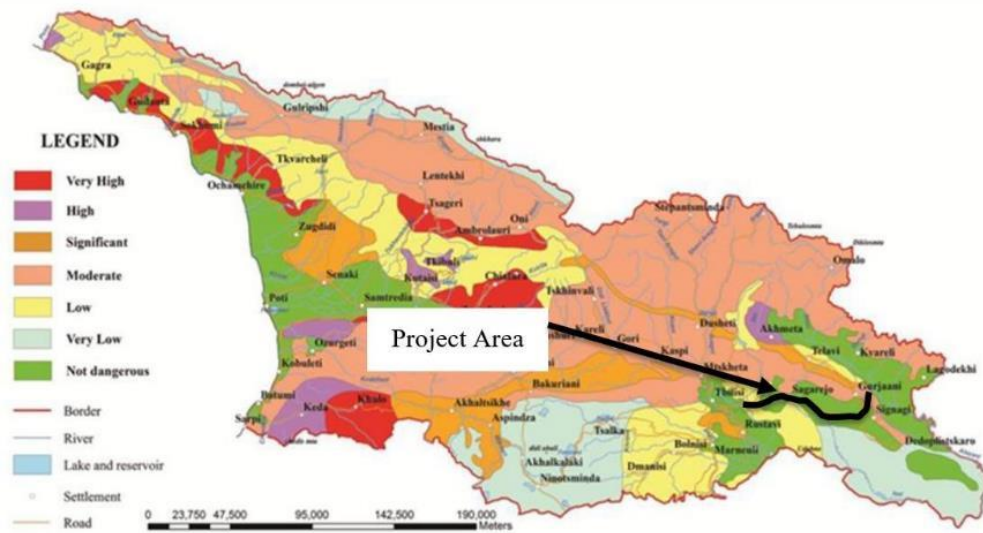 Gagra
Gudauta
Sokhumi
Gulripshi
Mestia
Tkvarcheli
Ochamchire
Lentekhi
Tsageri
Oni
Ambrolauri
Zugdidi
Senaki
Tkibuli
Kutaisi
Chiatura
Poti
Samtredia
Tskhinvali
Stepantsminda
Omalo
Dusheti
Akhmeta
Telavi
Kvareli
Lagodekhi
Kareli
Gori
Kaspi
Mtskheta
Ozurgeti
Kobuleti
Batumi
Sarpi
Keda
Khulo
Akhaltsikhe
Aspindza
Bakuriani
Tbilisi
Sagarejo
Gurjaani
Signagi
Dedoplistskaro
Rustavi
Tsalka
Bolnisi
Marneuli
Akhalkalaki
Dmanisi
Ninotsminda
Project Area
LEGEND
Very High
High
Significant
Moderate
Low
Very Low
Not dangerous
Border
River
Lake and reservoir
Settlement
Road
0 23,750 47,500 95,000 142,500 190,000
Meters